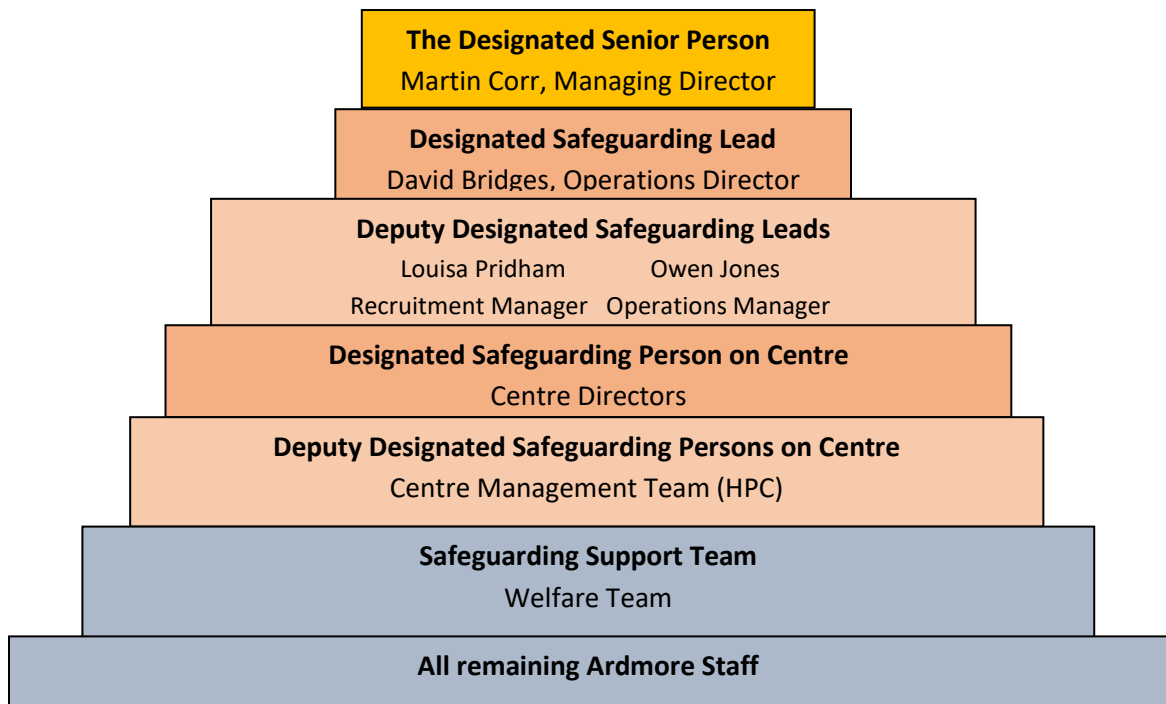 The Designated Senior Person
Martin Corr, Managing Director
Designated Safeguarding Lead
David Bridges, Operations Director
Deputy Designated Safeguarding Leads
Louisa Pridham Owen Jones
Recruitment Manager Operations Manager
Designated Safeguarding Person on Centre
Centre Directors
Deputy Designated Safeguarding Persons on Centre
Centre Management Team (HPC)
Safeguarding Support Team
Welfare Team
All remaining Ardmore Staff